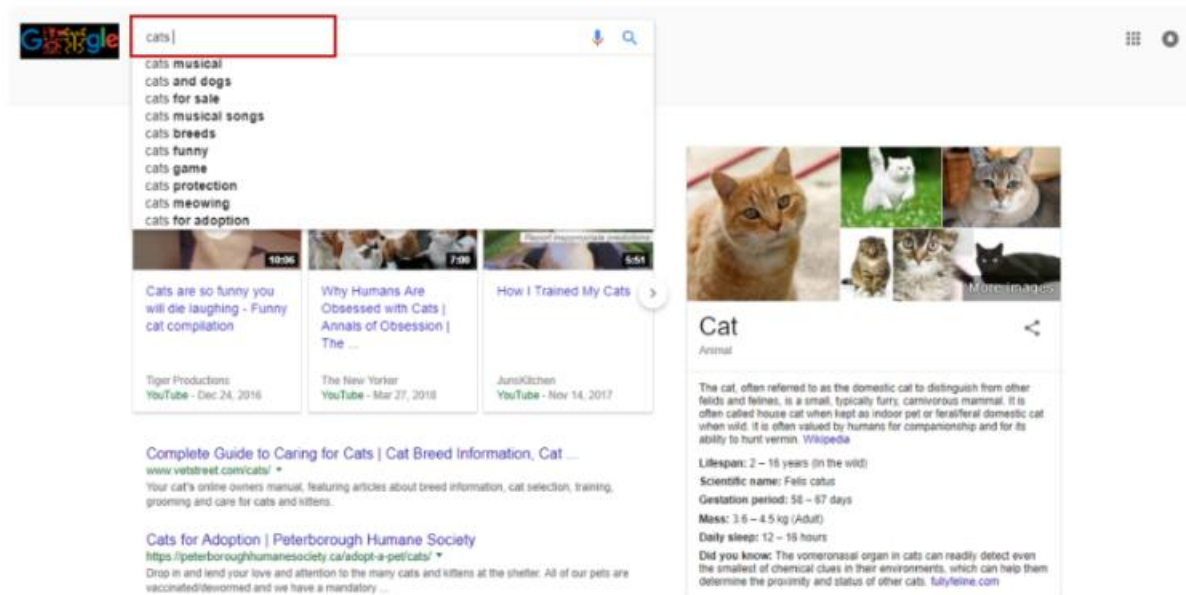 Google
cats
cats musical
cats and dogs
cats for sale
cats musical songs
cats breeds
cats funny
cats game
cats protection
cats meowing
cats for adoption
Report inappropriate predictions
10:06
7:00
5:51
Cats are so funny you
will die laughing - Funny
cat compilation
Tiger Productions
YouTube - Dec 24, 2016
Why Humans Are
Obsessed with Cats |
Annals of Obsession |
The ...
The New Yorker
YouTube - Mar 27, 2018
How I Trained My Cats
JunsKitchen
YouTube - Nov 14, 2017
Complete Guide to Caring for Cats | Cat Breed Information, Cat ...
www.vetstreet.com/cats/
Your cat's online owners manual, featuring articles about breed information, cat selection, training,
grooming and care for cats and kittens.
Cats for Adoption | Peterborough Humane Society
https://peterboroughhumanesociety.ca/adopt-a-pet/cats/
Drop in and lend your love and attention to the many cats and kittens at the shelter. All of our pets are
vaccinated/dewormed and we have a mandatory ...
More images
Cat
Animal
The cat, often referred to as the domestic cat to distinguish from other
felids and felines, is a small, typically furry, carnivorous mammal. It is
often called house cat when kept as indoor pet or feral/feral domestic cat
when wild. It is often valued by humans for companionship and for its
ability to hunt vermin. Wikipedia
Lifespan: 2 – 16 years (In the wild)
Scientific name: Felis catus
Gestation period: 58 – 67 days
Mass: 3.6 – 4.5 kg (Adult)
Daily sleep: 12 – 16 hours
Did you know: The vomeronasal organ in cats can readily detect even
the smallest of chemical clues in their environments, which can help them
determine the proximity and status of other cats. fullyfeline.com